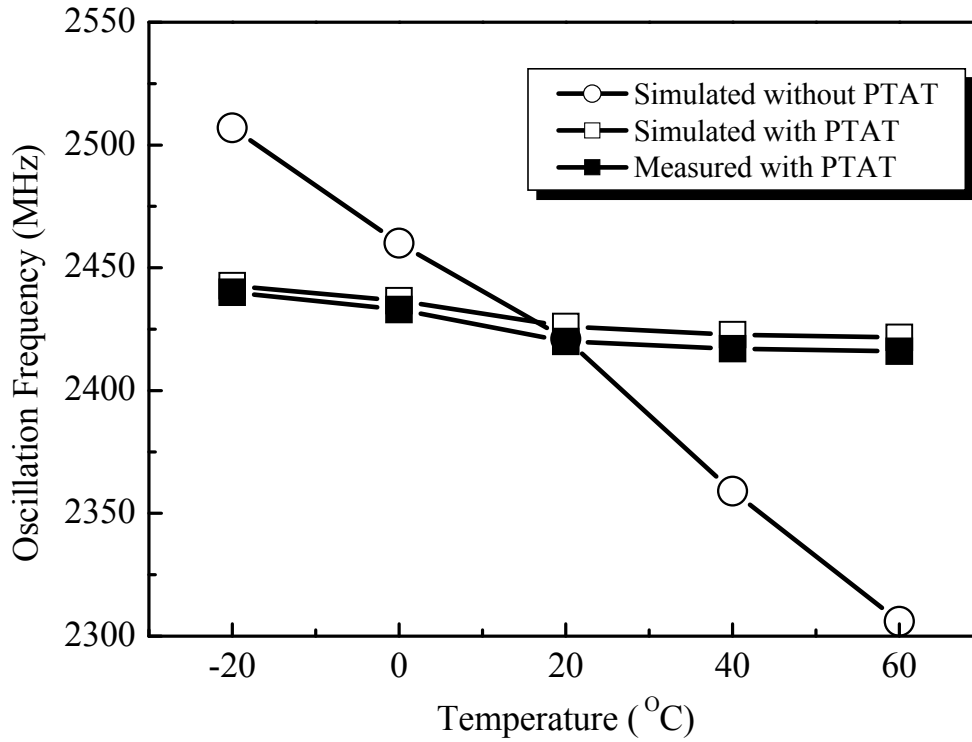 2550
2500
2450
2400
2350
2300
Oscillation Frequency (MHz)
Simulated without PTAT
Simulated with PTAT
Measured with PTAT
-20 0 20 40 60
Temperature (°C)